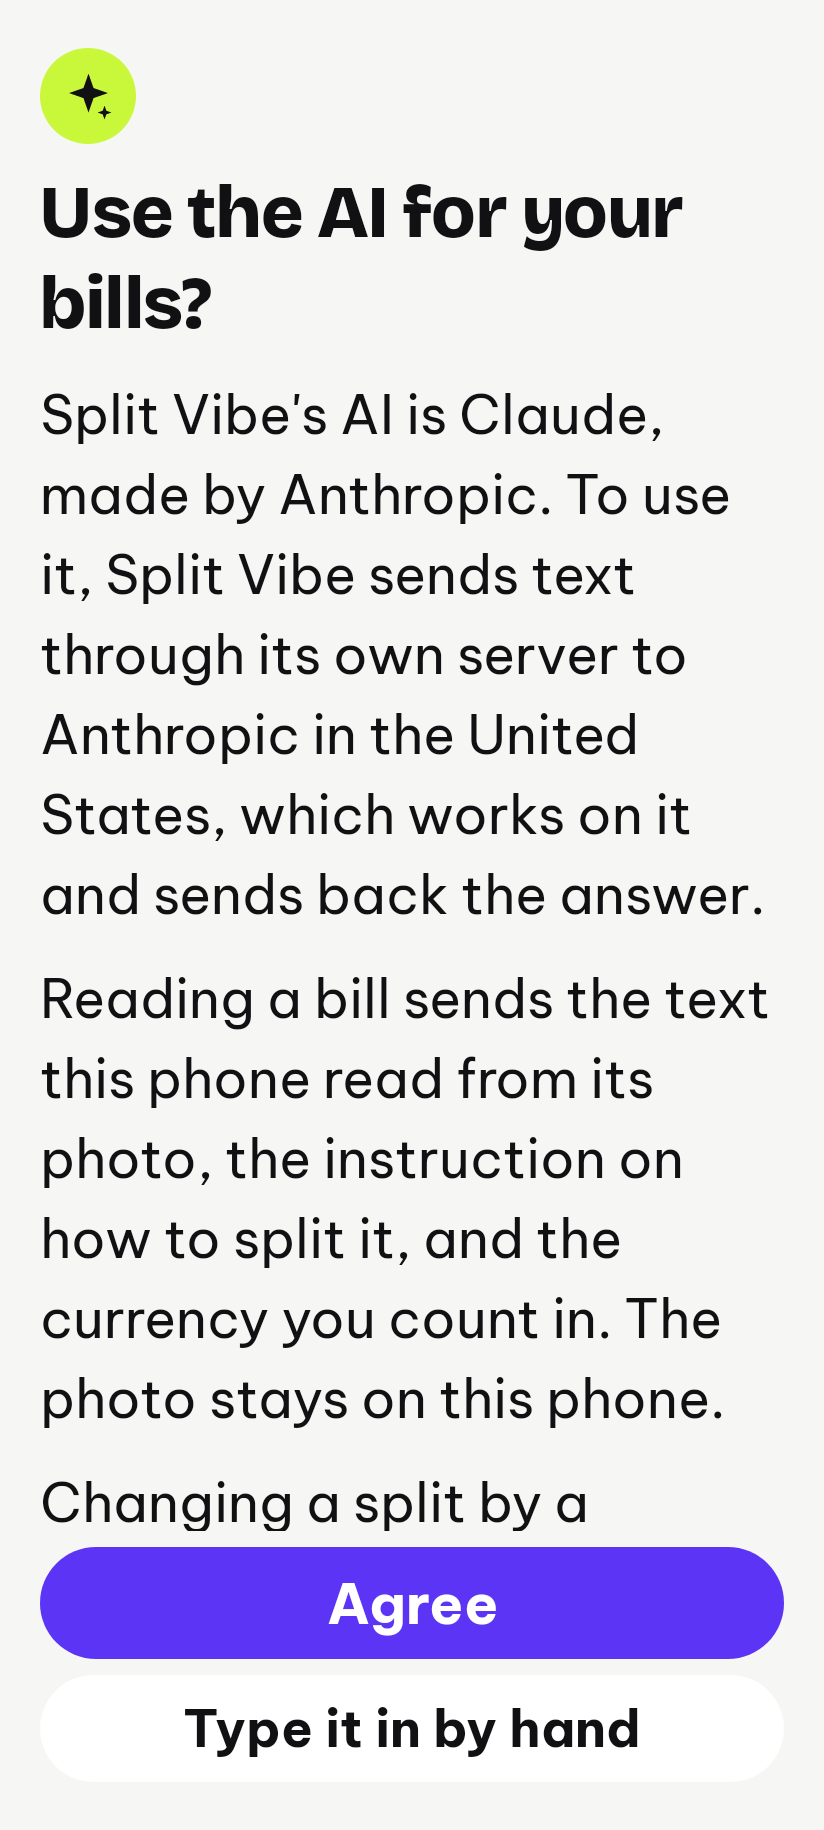 Use the AI for your
bills?
Split Vibe's AI is Claude,
made by Anthropic. To use
it, Split Vibe sends text
through its own server to
Anthropic in the United
States, which works on it
and sends back the answer.
Reading a bill sends the text
this phone read from its
photo, the instruction on
how to split it, and the
currency you count in. The
photo stays on this phone.
Changing a split by a
Agree
Type it in by hand